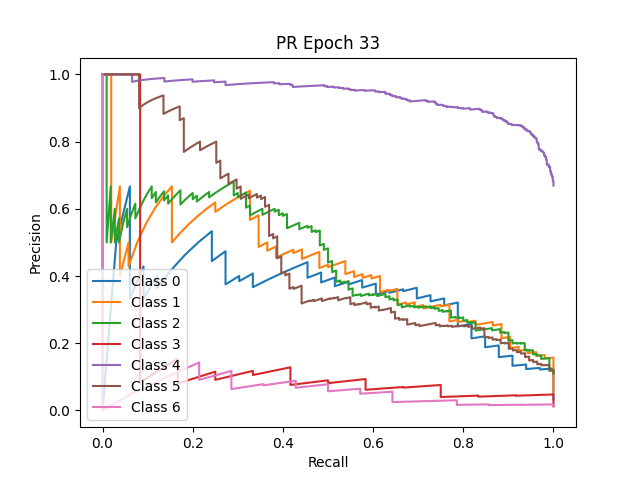 PR Epoch 33
Precision
1.0
0.8
0.6
0.4
0.2
0.0
Class 0
Class 1
Class 2
Class 3
Class 4
Class 5
Class 6
0.0 0.2 0.4 0.6 0.8 1.0
Recall